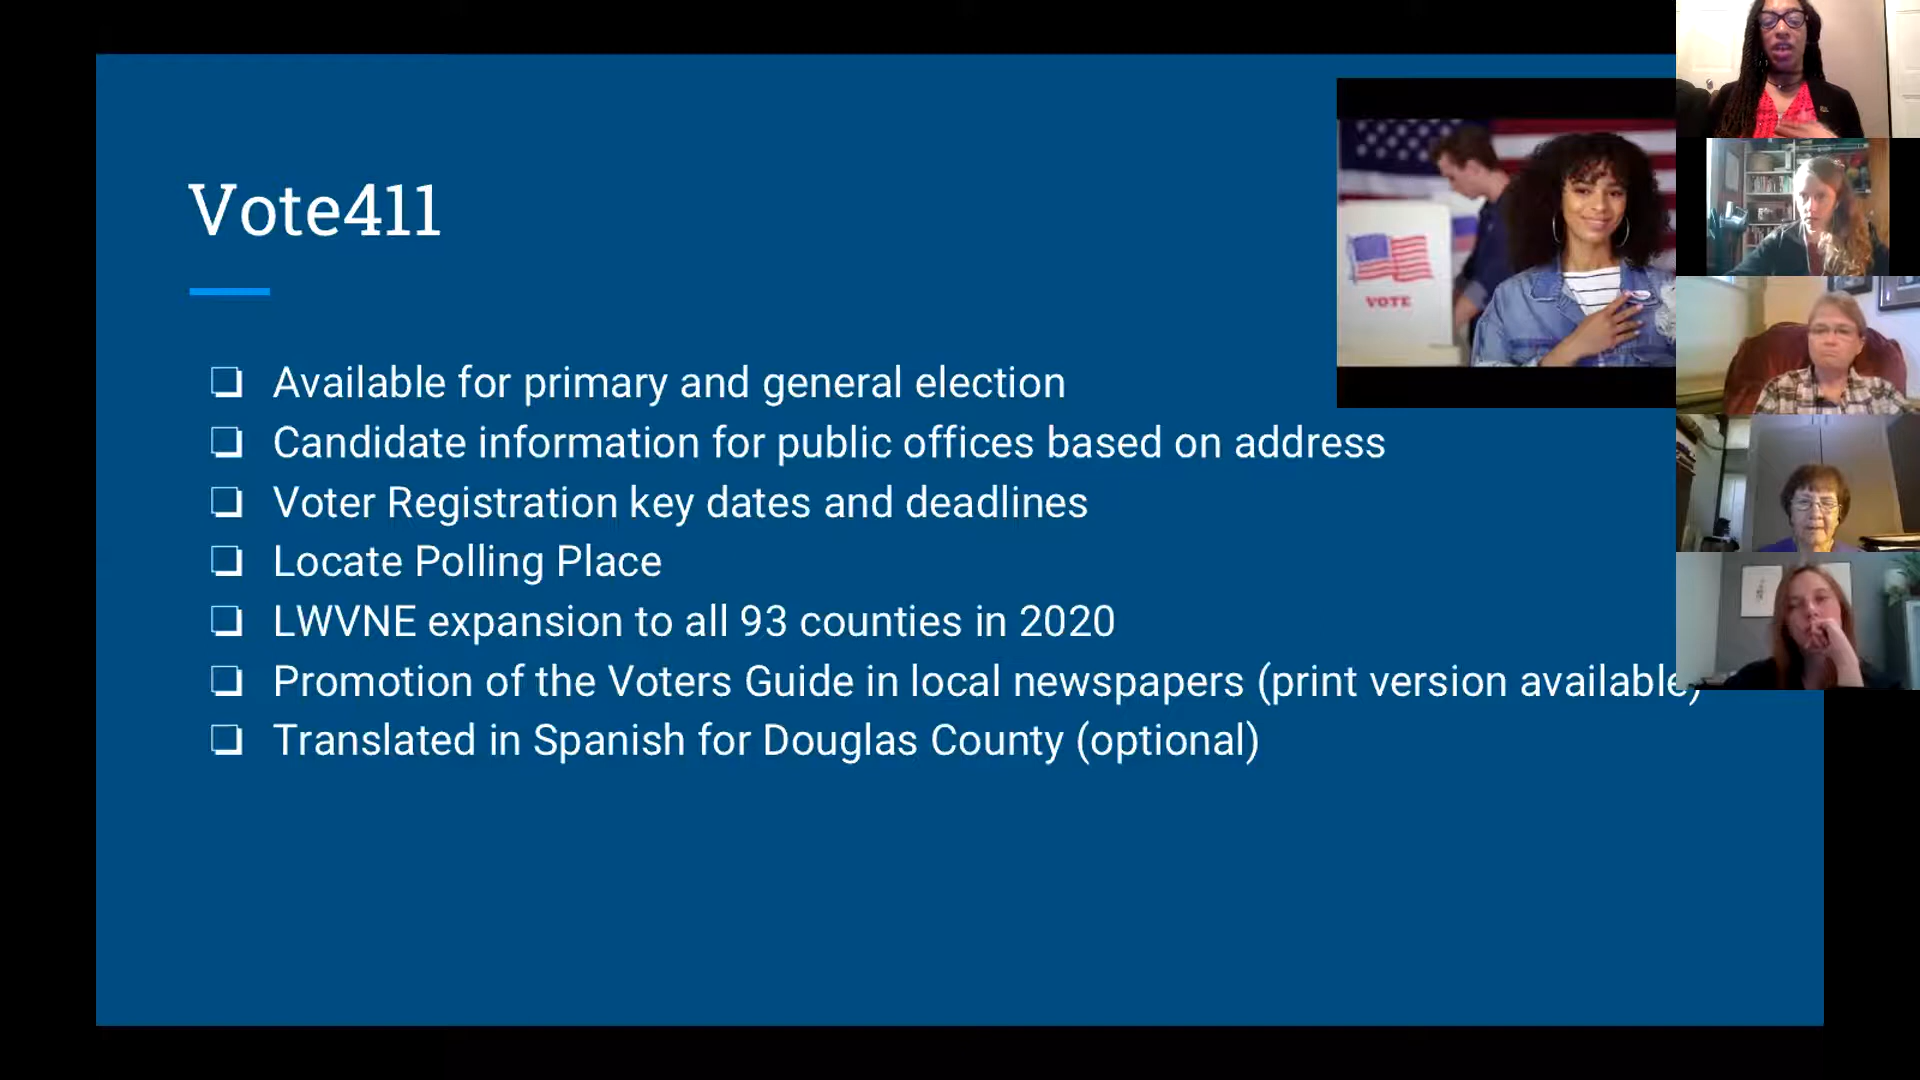 Vote411
VOTE
Available for primary and general election
Candidate information for public offices based on address
Voter Registration key dates and deadlines
Locate Polling Place
LWVNE expansion to all 93 counties in 2020
Promotion of the Voters Guide in local newspapers (print version available)
Translated in Spanish for Douglas County (optional)